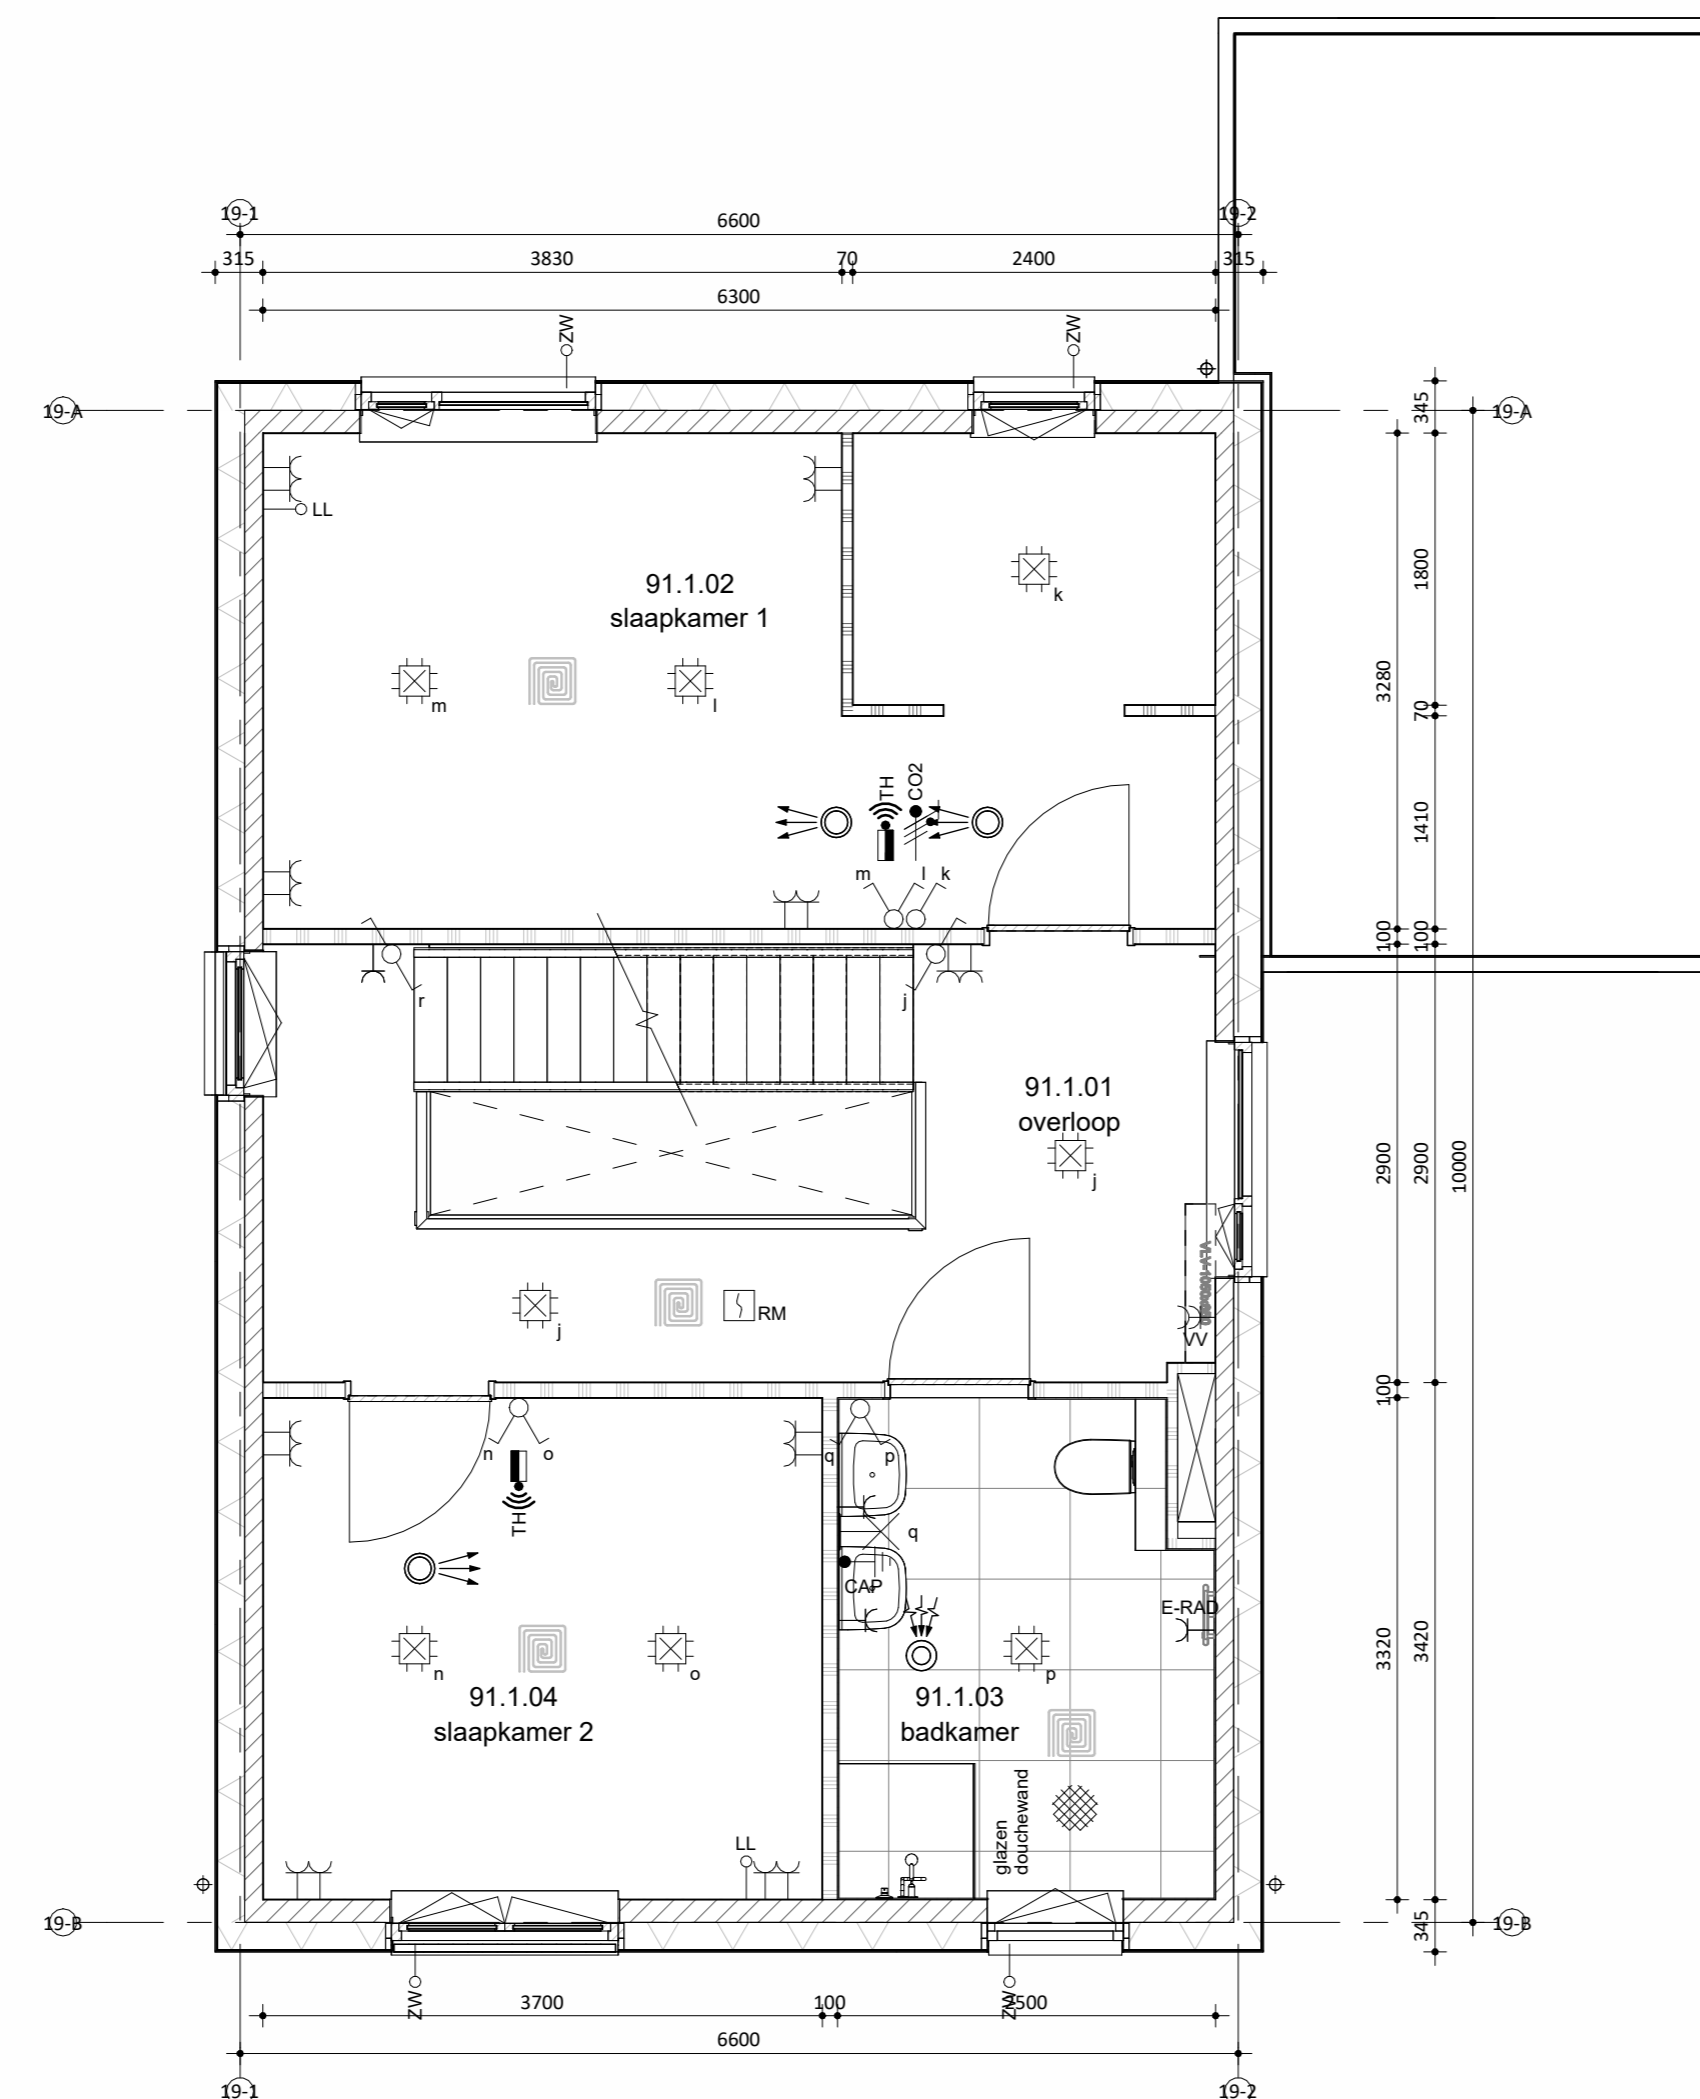 19-1
19-2
6600
315
3830
70
2400
315
6300
ZW
ZW
19-A
19-A
345
LL
1800
k
91.1.02
slaapkamer 1
3280
m
l
70
TH
CO2
1410
m
l
k
100
100
r
j
91.1.01
overloop
j
2900
2900
10000
j
RM
VV
100
n
o
q
p
TH
q
CAP
E-RAD
3320
3420
n
o
p
91.1.04
slaapkamer 2
91.1.03
badkamer
glazen
douchewand
LL
19-B
19-B
345
ZW
ZW
3700
100
2500
6600
19-1
19-2